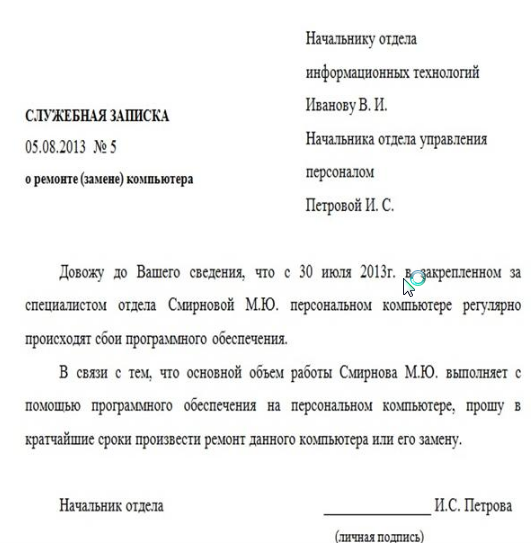 Начальнику отдела
информационных технологий
Иванову В. И.
Начальника отдела управления
персоналом
Петровой И. С.
СЛУЖЕБНАЯ ЗАПИСКА
05.08.2013 № 5
о ремонте (замене) компьютера
Довожу до Вашего сведения, что с 30 июля 2013г. в закрепленном за
специалистом отдела Смирновой М.Ю. персональном компьютере регулярно
происходят сбои программного обеспечения.
В связи с тем, что основной объем работы Смирнова М.Ю. выполняет с
помощью программного обеспечения на персональном компьютере, прошу в
кратчайшие сроки произвести ремонт данного компьютера или его замену.
Начальник отдела ________________ И.С. Петрова
(личная подпись)